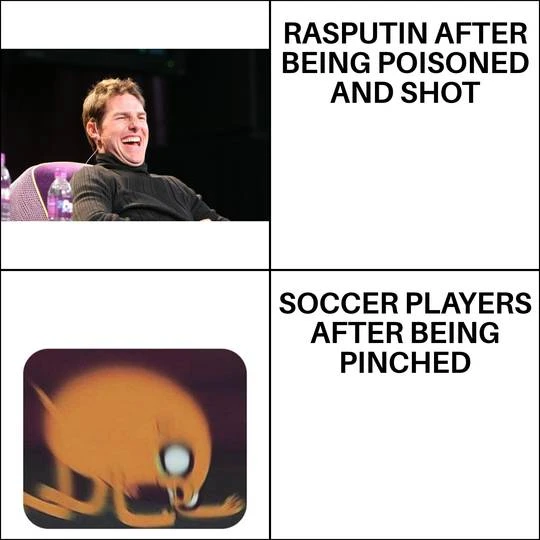 RASPUTIN AFTER
BEING POISONED
AND SHOT
SOCCER PLAYERS
AFTER BEING
PINCHED